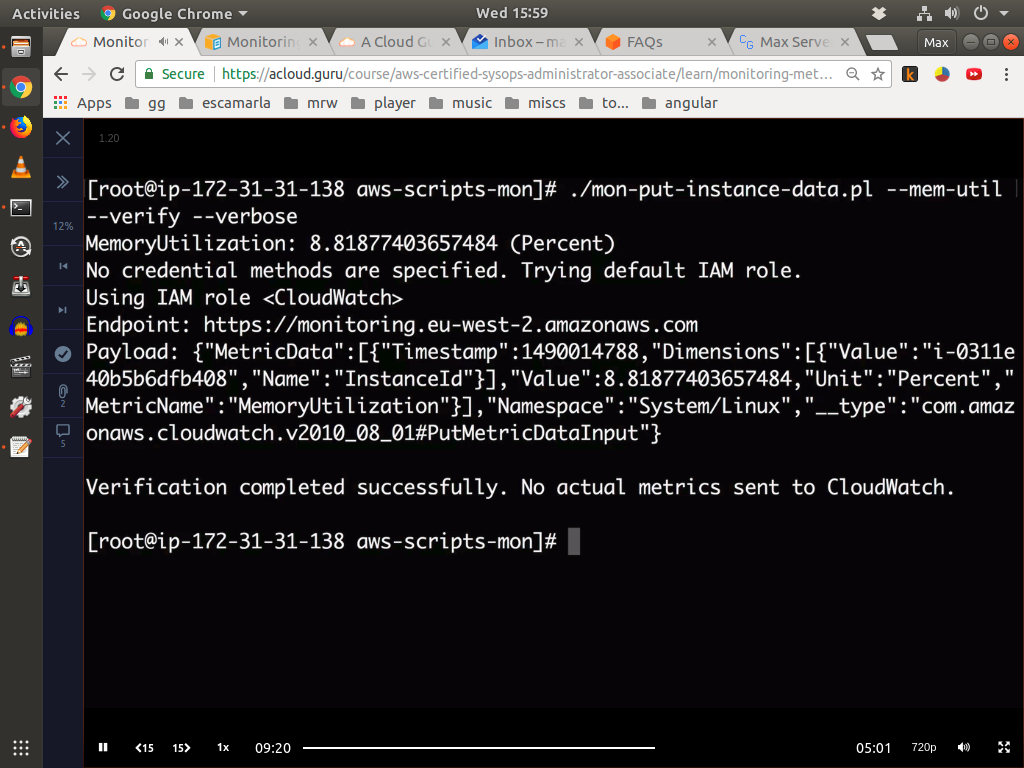 Activities
Google Chrome
Wed 15:59
Monitor
Monitorin
A Cloud Gu
Inbox – ma
FAQs
CG
Max Serve
Max
Secure
https://acloud.guru/course/aws-certified-sysops-administrator-associate/learn/monitoring-met...
k
Apps
gg
escamarla
mrw
player
music
miscs
to...
angular
1.20
12%
2
5
[root@ip-172-31-31-138 aws-scripts-mon]# ./mon-put-instance-data.pl --mem-util
--verify --verbose
MemoryUtilization: 8.81877403657484 (Percent)
No credential methods are specified. Trying default IAM role.
Using IAM role <CloudWatch>
Endpoint: https://monitoring.eu-west-2.amazonaws.com
Payload: {"MetricData":[{"Timestamp":1490014788,"Dimensions":[{"Value":"i-0311e
40b5b6dfb408","Name":"InstanceId"}],"Value":8.81877403657484,"Unit":"Percent","
MetricName":"MemoryUtilization"}],"Namespace":"System/Linux","__type":"com.amaz
onaws.cloudwatch.v2010_08_01#PutMetricDataInput"}
Verification completed successfully. No actual metrics sent to CloudWatch.
[root@ip-172-31-31-138 aws-scripts-mon]#
<15
15>
1x
09:20
05:01
720p